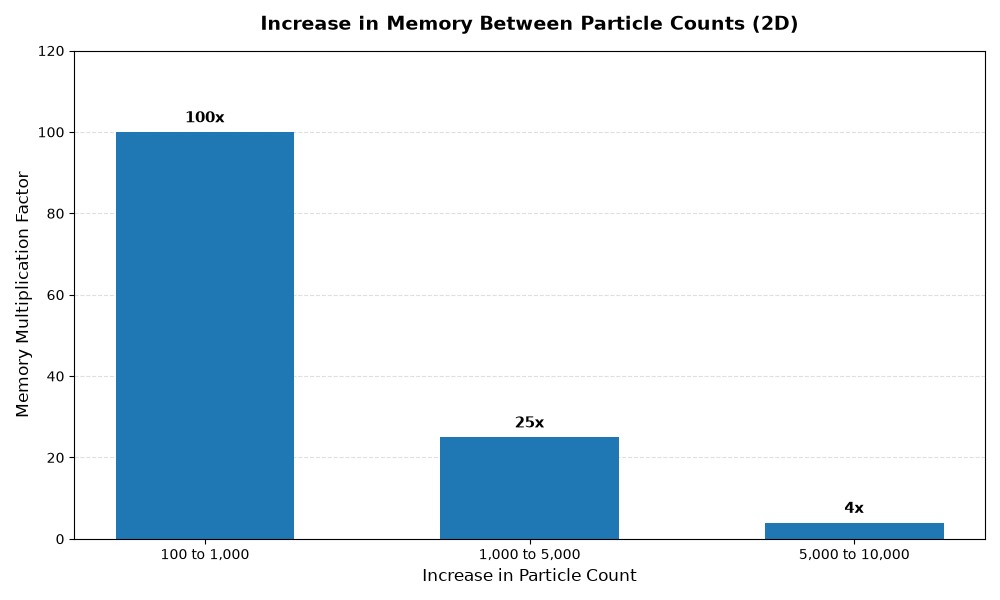 Increase in Memory Between Particle Counts (2D)
Memory Multiplication Factor
120
100
80
60
40
20
0
100x
25x
4x
100 to 1,000
1,000 to 5,000
5,000 to 10,000
Increase in Particle Count